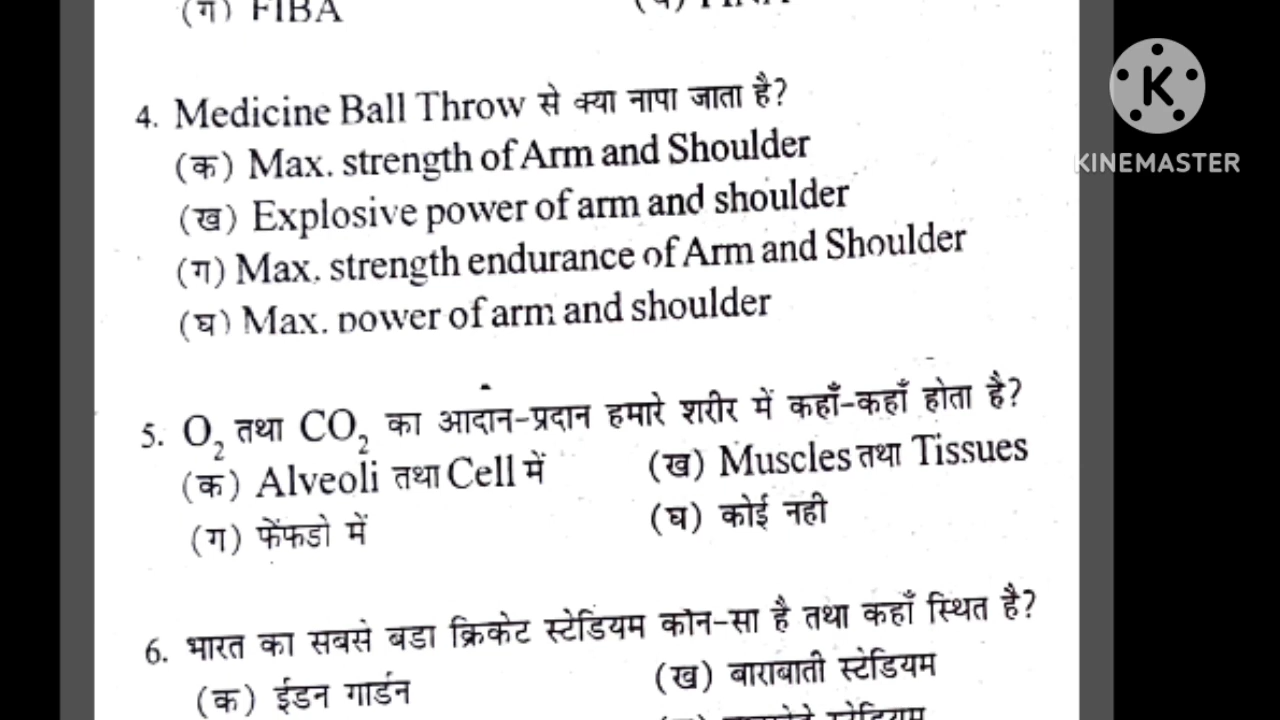 (ग) FIBA
4. Medicine Ball Throw से क्या नापा जाता है?
(क) Max. strength of Arm and Shoulder
(ख) Explosive power of arm and shoulder
(ग) Max. strength endurance of Arm and Shoulder
(घ) Max. power of arm and shoulder
5. O₂ तथा CO₂ का आदान-प्रदान हमारे शरीर में कहाँ-कहाँ होता है?
(क) Alveoli तथा Cell में (ख) Muscles तथा Tissues
(ग) फेंफडो में (घ) कोई नही
6. भारत का सबसे बडा क्रिकेट स्टेडियम कौन-सा है तथा कहाँ स्थित है?
(क) ईडन गार्डन (ख) बाराबाती स्टेडियम
स्टेडियम
KINEMASTER